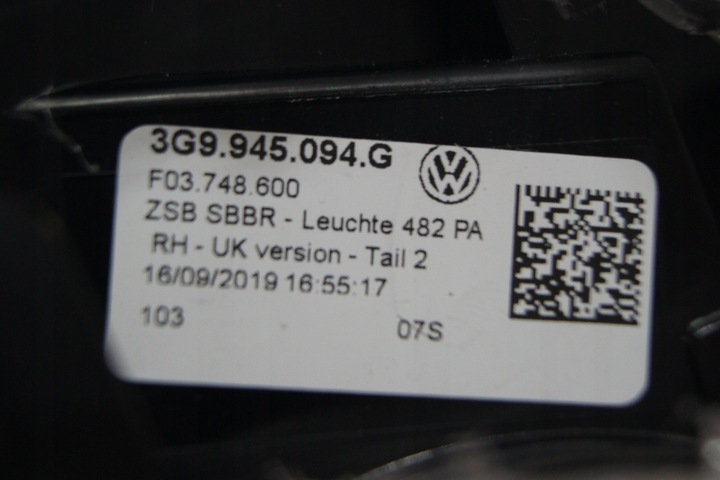 3G9.945.094.G
F03.748.600
ZSB SBBR - Leuchte 482 PA
RH - UK version - Tail 2
16/09/2019 16:55:17
103 07S